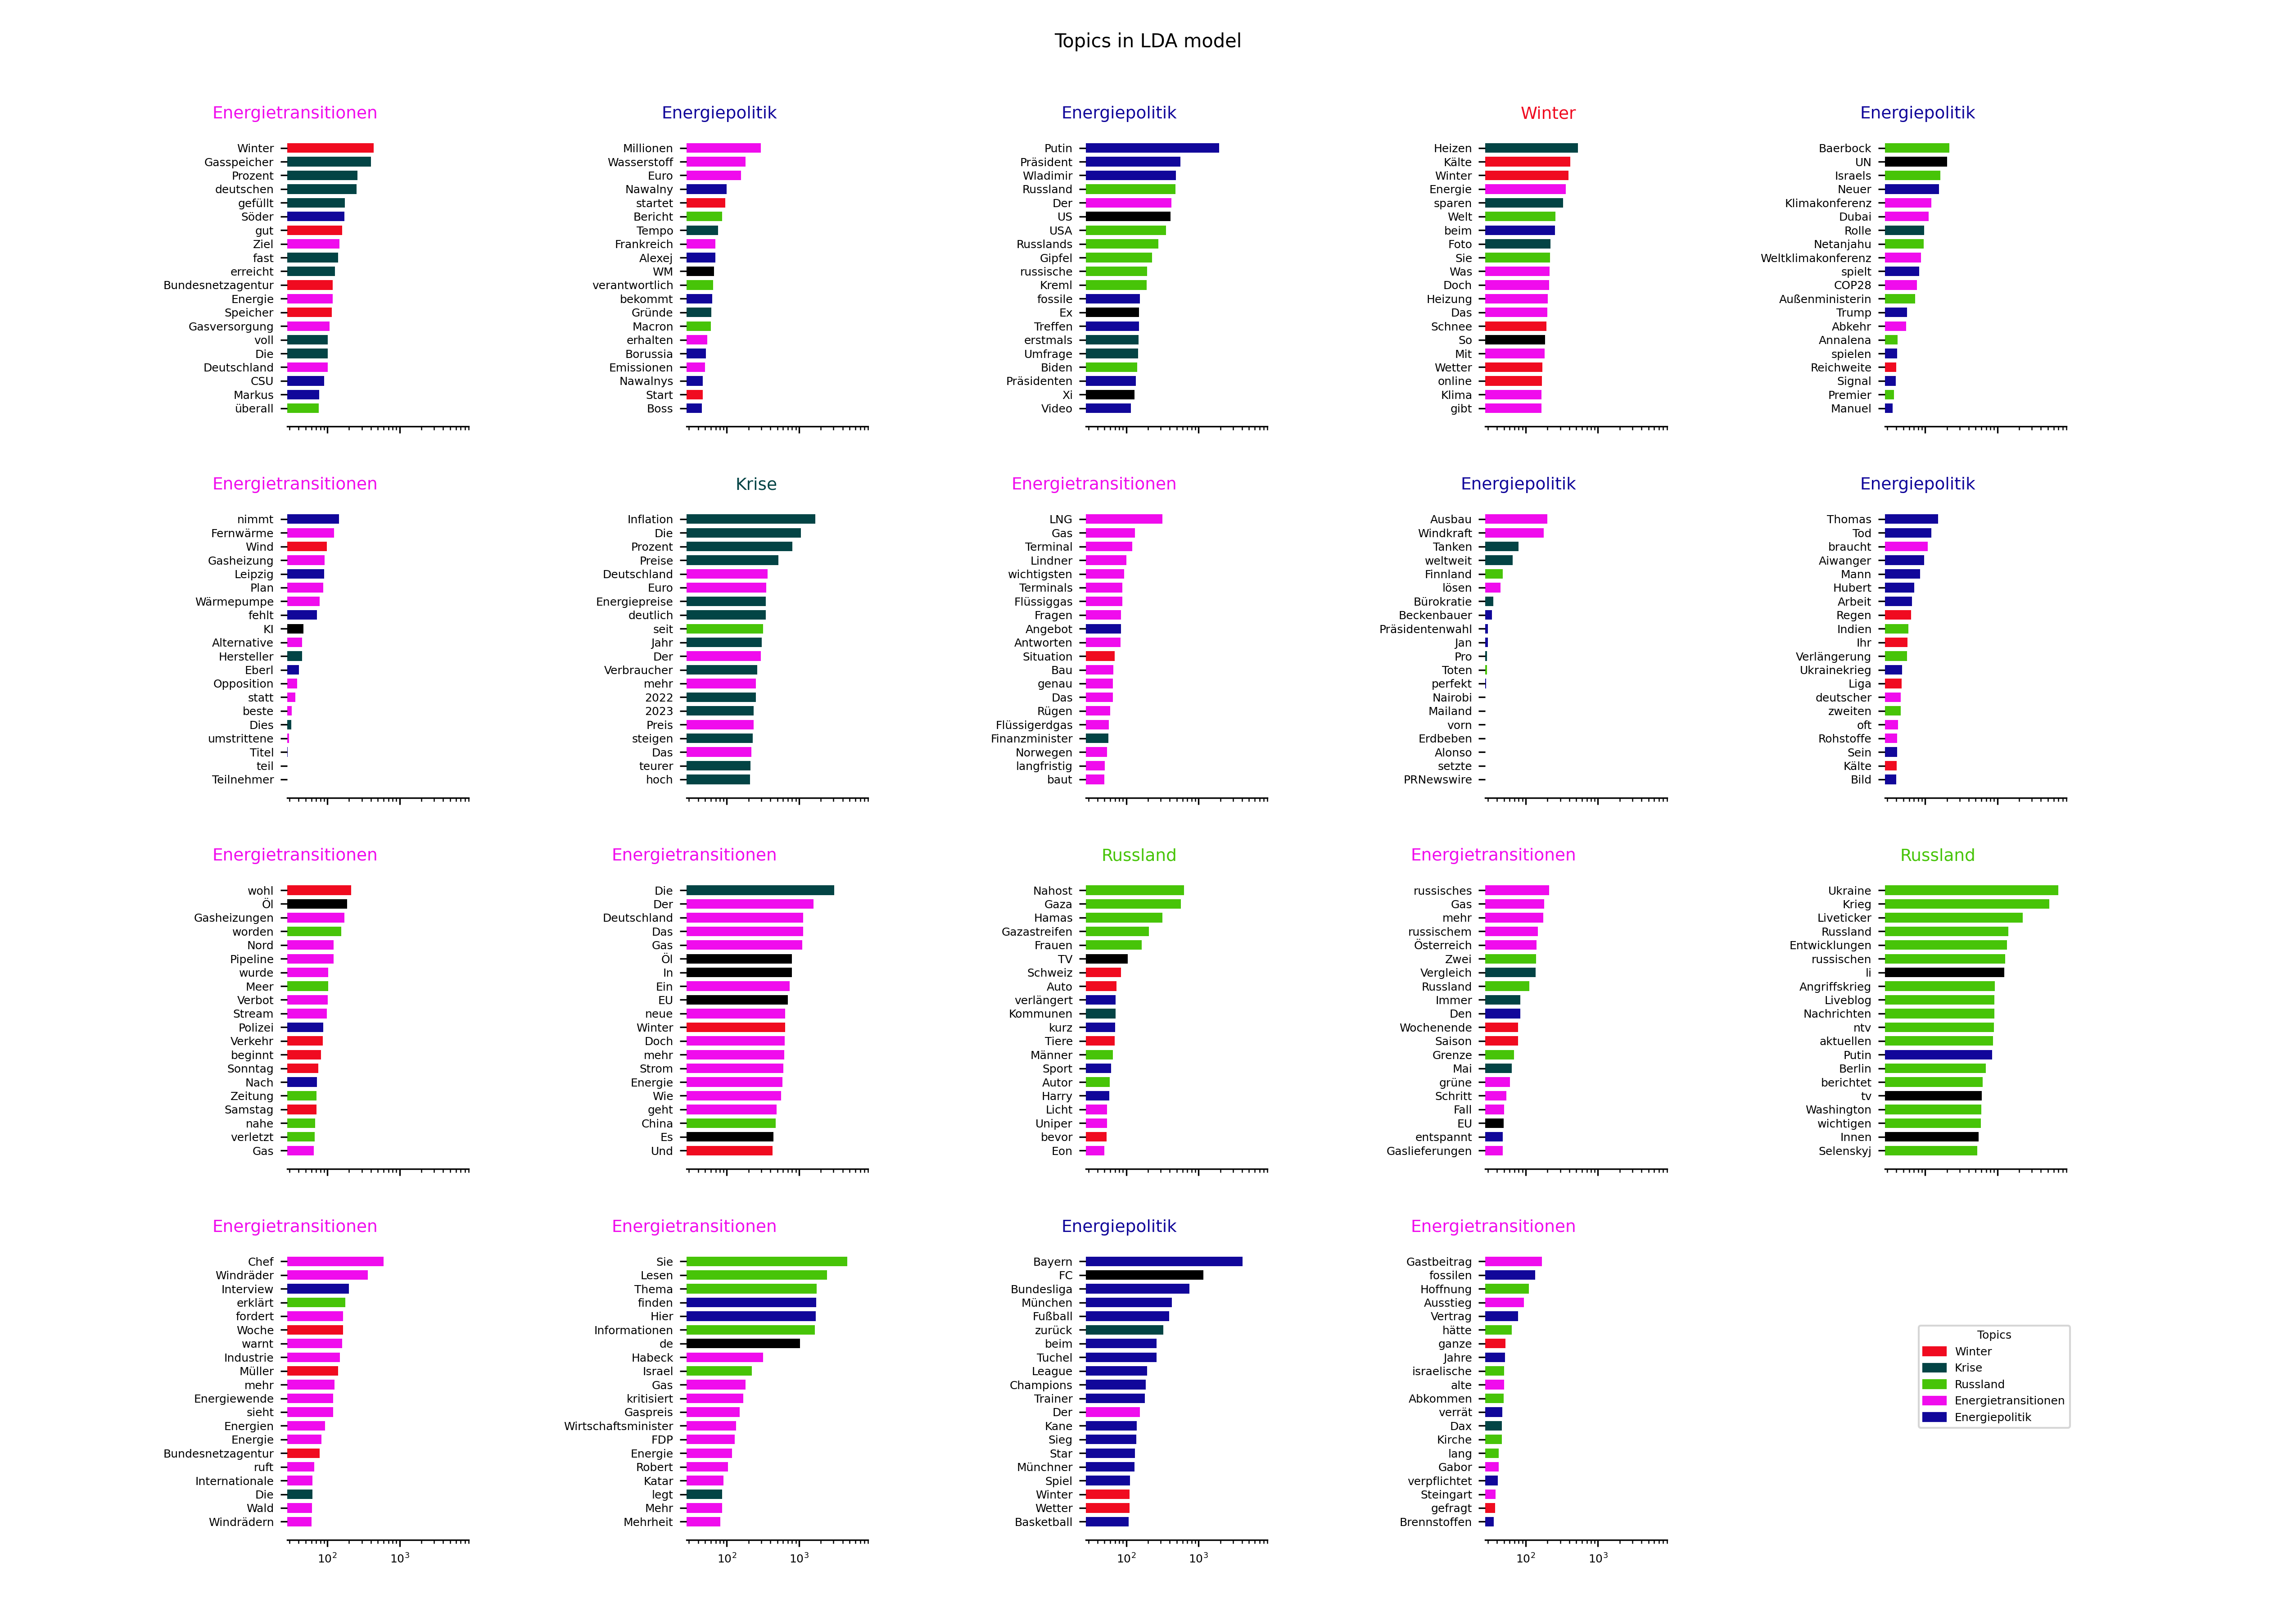 Topics in LDA model
Energietransitionen
Winter
Gasspeicher
Prozent
deutschen
gefüllt
Söder
gut
Ziel
fast
erreicht
Bundesnetzagentur
Energie
Speicher
Gasversorgung
voll
Die
Deutschland
CSU
Markus
überall
Energiepolitik
Millionen
Wasserstoff
Euro
Nawalny
startet
Bericht
Tempo
Frankreich
Alexej
WM
verantwortlich
bekommt
Gründe
Macron
erhalten
Borussia
Emissionen
Nawalnys
Start
Boss
Energiepolitik
Putin
Präsident
Wladimir
Russland
Der
US
USA
Russlands
Gipfel
russische
Kreml
fossile
Ex
Treffen
erstmals
Umfrage
Biden
Präsidenten
Xi
Video
Winter
Heizen
Kälte
Winter
Energie
sparen
Welt
beim
Foto
Sie
Was
Doch
Heizung
Das
Schnee
So
Mit
Wetter
online
Klima
gibt
Energiepolitik
Baerbock
UN
Israels
Neuer
Klimakonferenz
Dubai
Rolle
Netanjahu
Weltklimakonferenz
spielt
COP28
Außenministerin
Trump
Abkehr
Annalena
spielen
Reichweite
Signal
Premier
Manuel
Energietransitionen
nimmt
Fernwärme
Wind
Gasheizung
Leipzig
Plan
Wärmepumpe
fehlt
KI
Alternative
Hersteller
Eberl
Opposition
statt
beste
Dies
umstrittene
Titel
teil
Teilnehmer
Krise
Inflation
Die
Prozent
Preise
Deutschland
Euro
Energiepreise
deutlich
seit
Jahr
Der
Verbraucher
mehr
2022
2023
Preis
steigen
Das
teurer
hoch
Energietransitionen
LNG
Gas
Terminal
Lindner
wichtigsten
Terminals
Flüssiggas
Fragen
Angebot
Antworten
Situation
Bau
genau
Das
Rügen
Flüssigerdgas
Finanzminister
Norwegen
langfristig
baut
Energiepolitik
Ausbau
Windkraft
Tanken
weltweit
Finnland
lösen
Bürokratie
Beckenbauer
Präsidentenwahl
Jan
Pro
Toten
perfekt
Nairobi
Mailand
vorn
Erdbeben
Alonso
setzte
PRNewswire
Energiepolitik
Thomas
Tod
braucht
Aiwanger
Mann
Hubert
Arbeit
Regen
Indien
Ihr
Verlängerung
Ukrainekrieg
Liga
deutscher
zweiten
oft
Rohstoffe
Sein
Kälte
Bild
Energietransitionen
wohl
Öl
Gasheizungen
worden
Nord
Pipeline
wurde
Meer
Verbot
Stream
Polizei
Verkehr
beginnt
Sonntag
Nach
Zeitung
Samstag
nahe
verletzt
Gas
Energietransitionen
Die
Der
Deutschland
Das
Gas
Öl
In
Ein
EU
neue
Winter
Doch
mehr
Strom
Energie
Wie
geht
China
Es
Und
Russland
Nahost
Gaza
Hamas
Gazastreifen
Frauen
TV
Schweiz
Auto
verlängert
Kommunen
kurz
Tiere
Männer
Sport
Autor
Harry
Licht
Uniper
bevor
Eon
Energietransitionen
russisches
Gas
mehr
russischem
Österreich
Zwei
Vergleich
Russland
Immer
Den
Wochenende
Saison
Grenze
Mai
grüne
Schritt
Fall
EU
entspannt
Gaslieferungen
Russland
Ukraine
Krieg
Liveticker
Russland
Entwicklungen
russischen
li
Angriffskrieg
Liveblog
Nachrichten
ntv
aktuellen
Putin
Berlin
berichtet
tv
Washington
wichtigen
Innen
Selenskyj
Energietransitionen
Chef
Windräder
Interview
erklärt
fordert
Woche
warnt
Industrie
Müller
mehr
Energiewende
sieht
Energien
Energie
Bundesnetzagentur
ruft
Internationale
Die
Wald
Windrädern
10² 10³
Energietransitionen
Sie
Lesen
Thema
finden
Hier
Informationen
de
Habeck
Israel
Gas
kritisiert
Gaspreis
Wirtschaftsminister
FDP
Energie
Robert
Katar
legt
Mehr
Mehrheit
10² 10³
Energiepolitik
Bayern
FC
Bundesliga
München
Fußball
zurück
beim
Tuchel
League
Champions
Trainer
Der
Kane
Sieg
Star
Münchner
Spiel
Winter
Wetter
Basketball
10² 10³
Energietransitionen
Gastbeitrag
fossilen
Hoffnung
Ausstieg
Vertrag
hätte
ganze
Jahre
israelische
alte
Abkommen
verrät
Dax
Kirche
lang
Gabor
verpflichtet
Steingart
gefragt
Brennstoffen
10² 10³
Topics
Winter
Krise
Russland
Energietransitionen
Energiepolitik